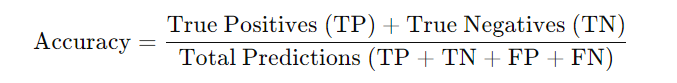 Accuracy = True Positives (TP) + True Negatives (TN)
Total Predictions (TP + TN + FP + FN)